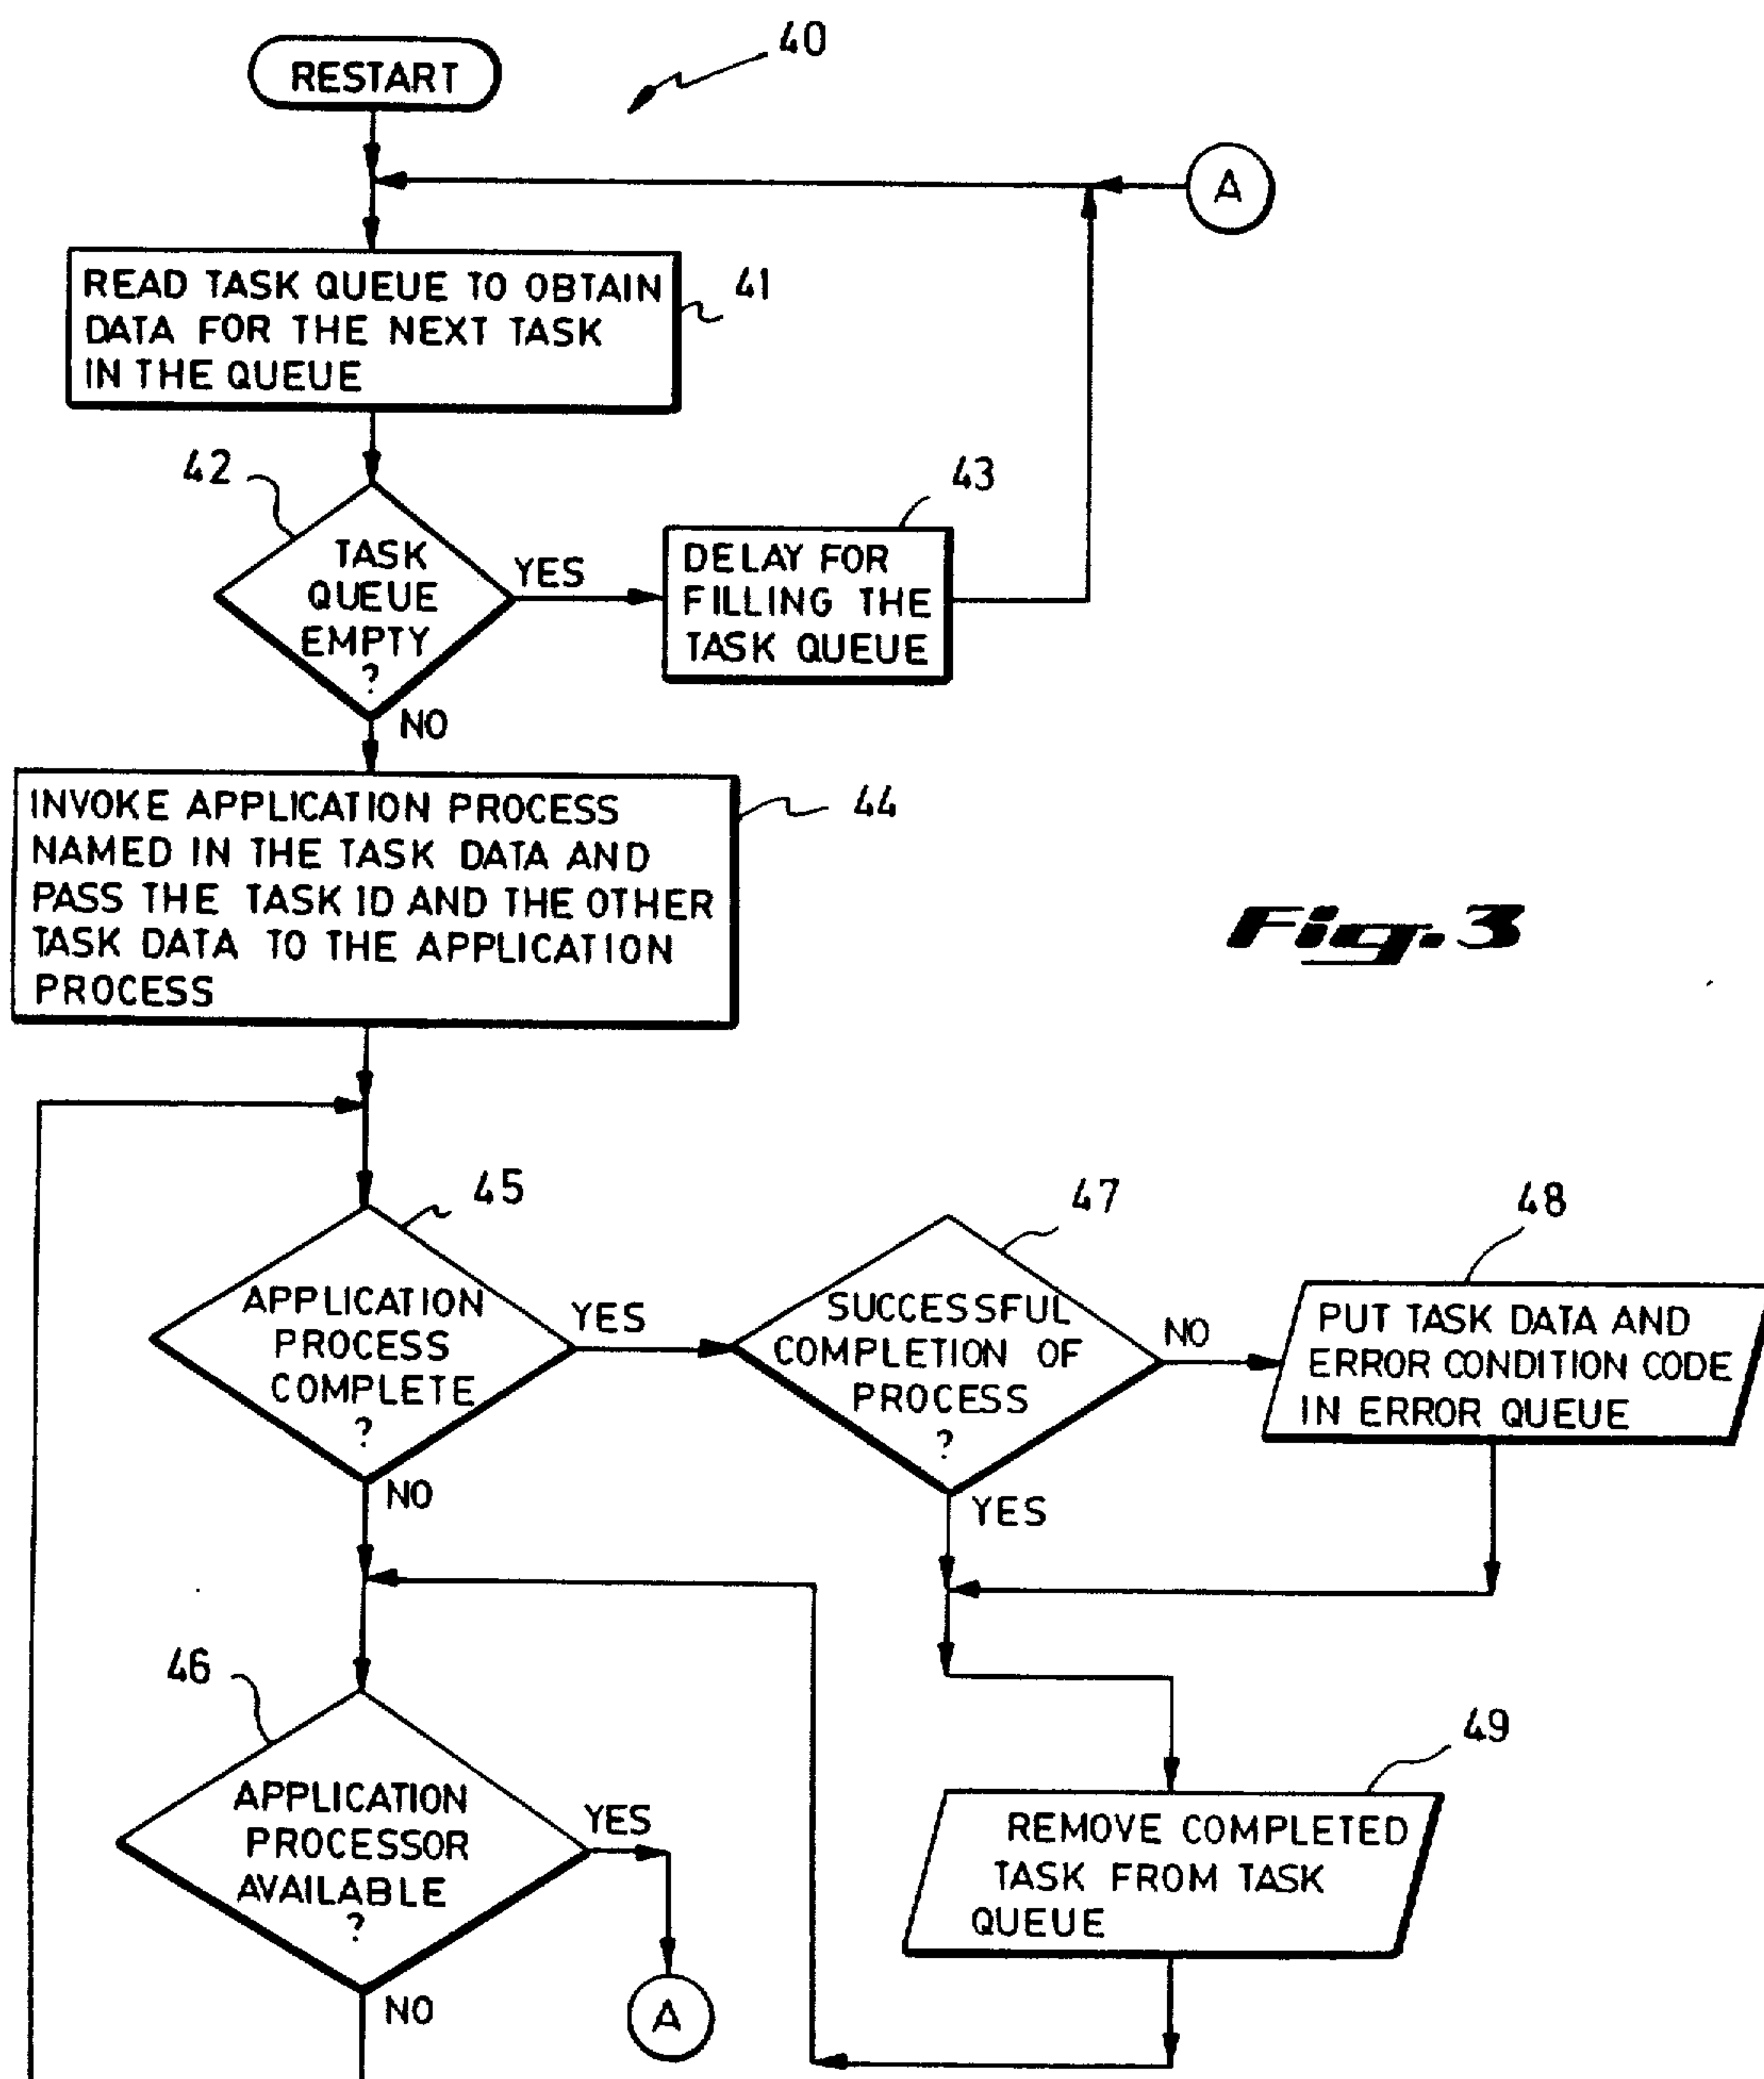 RESTART
40
A
READ TASK QUEUE TO OBTAIN
DATA FOR THE NEXT TASK
IN THE QUEUE
41
42
TASK
QUEUE
EMPTY
?
YES
43
DELAY FOR
FILLING THE
TASK QUEUE
NO
INVOKE APPLICATION PROCESS
NAMED IN THE TASK DATA AND
PASS THE TASK ID AND THE OTHER
TASK DATA TO THE APPLICATION
PROCESS
44
Fig. 3
45
APPLICATION
PROCESS
COMPLETE
?
YES
NO
47
SUCCESSFUL
COMPLETION OF
PROCESS
?
NO
YES
48
PUT TASK DATA AND
ERROR CONDITION CODE
IN ERROR QUEUE
46
APPLICATION
PROCESSOR
AVAILABLE
?
YES
NO
A
49
REMOVE COMPLETED
TASK FROM TASK
QUEUE